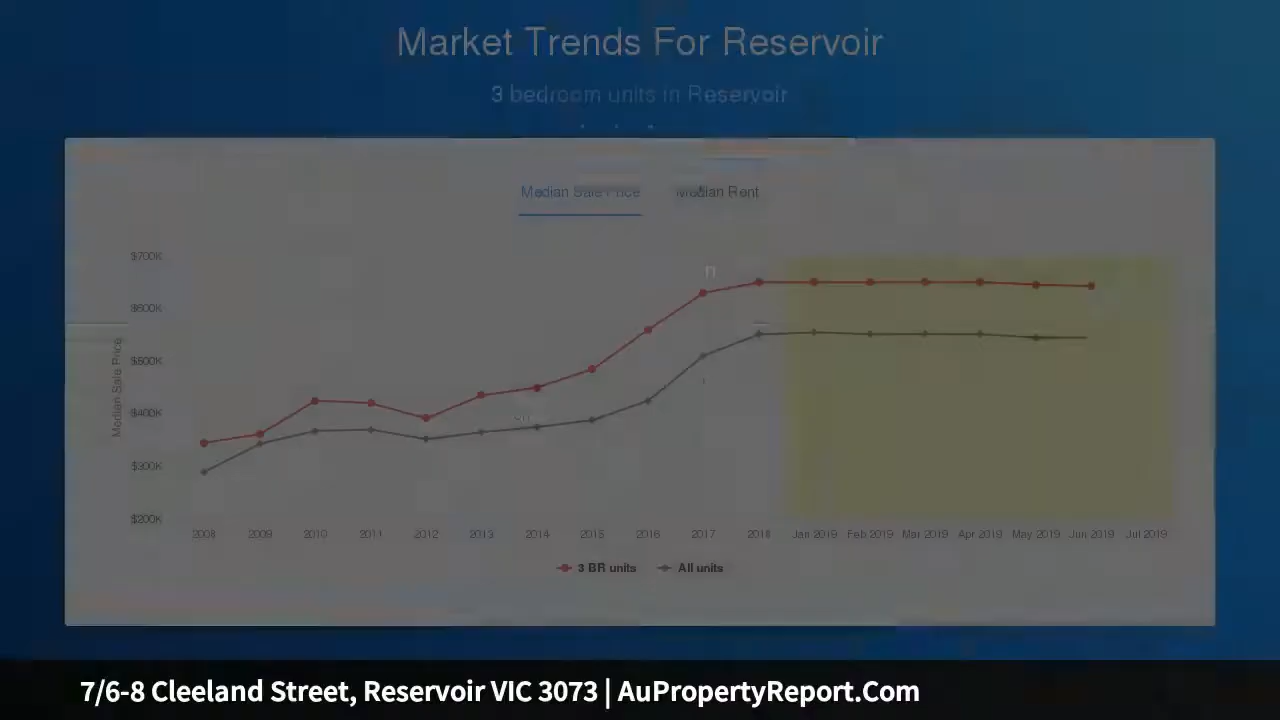 Market Trends For Reservoir
3 bedroom units in Reservoir
Median Sale Price Median Rent
$700K
$600K
$500K
$400K
$300K
$200K
Median Sale Price
2008 2009 2010 2011 2012 2013 2014 2015 2016 2017 2018 Jan 2019 Feb 2019 Mar 2019 Apr 2019 May 2019 Jun 2019 Jul 2019
3 BR units All units
7/6-8 Cleeland Street, Reservoir VIC 3073 | AuPropertyReport.Com